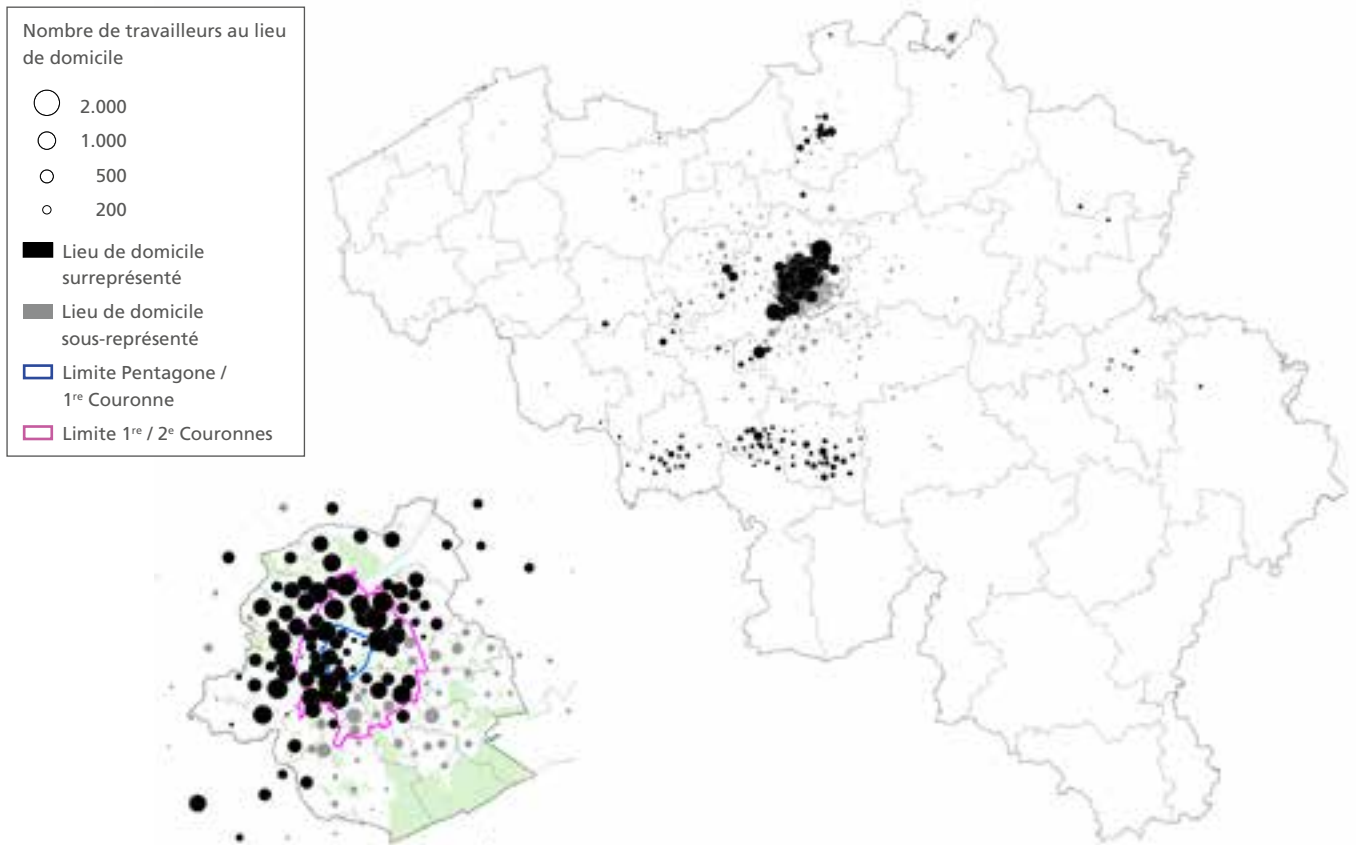 Nombre de travailleurs au lieu
de domicile
2.000
1.000
500
200
Lieu de domicile
surreprésenté
Lieu de domicile
sous-représenté
Limite Pentagone /
1re Couronne
Limite 1re / 2e Couronnes